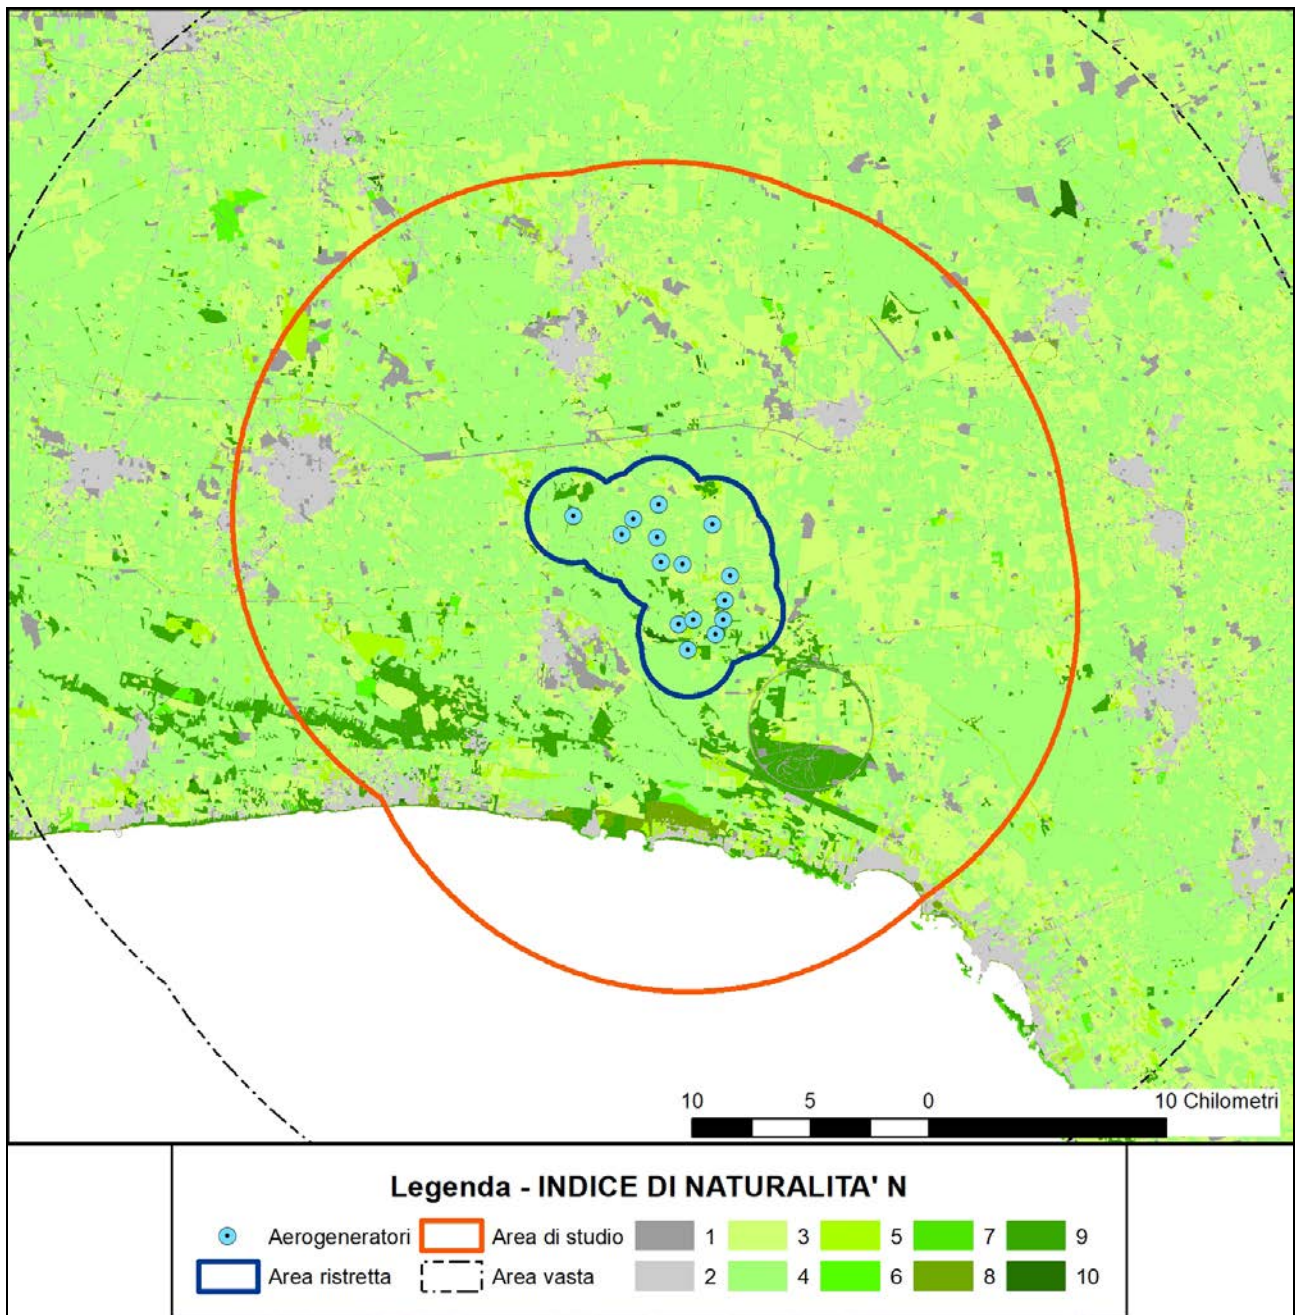 10 5 0 10 Chilometri
Legenda - INDICE DI NATURALITA' N
Aerogeneratori Area di studio 1 3 5 7 9
Area ristretta Area vasta 2 4 6 8 10